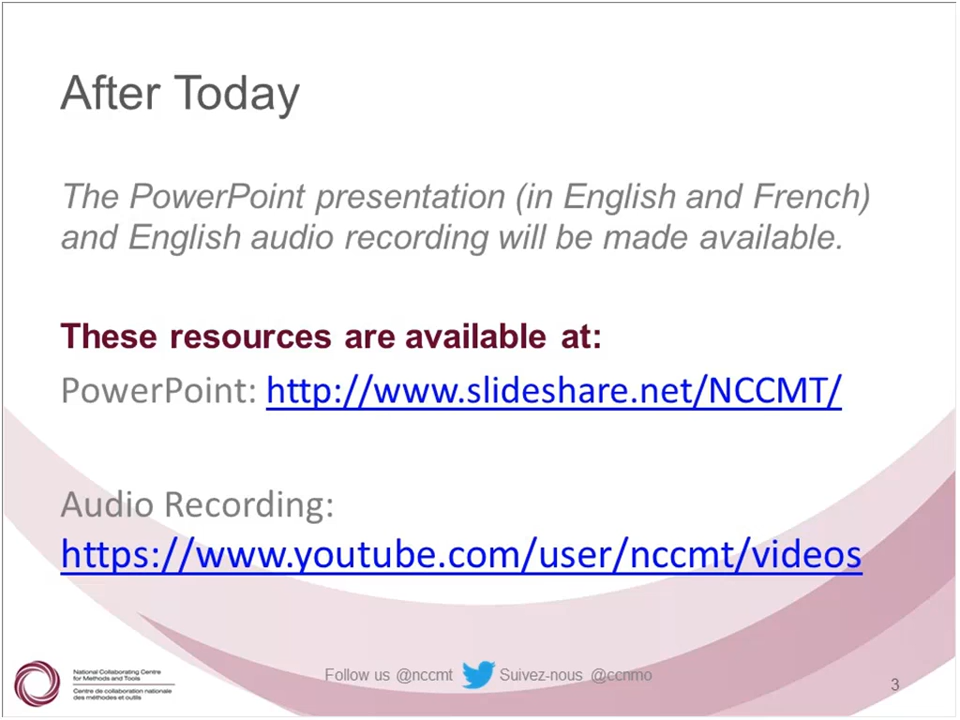 After Today
The PowerPoint presentation (in English and French)
and English audio recording will be made available.
These resources are available at:
PowerPoint: http://www.slideshare.net/NCCMT/
Audio Recording:
https://www.youtube.com/user/nccmt/videos
National Collaborating Centre
for Methods and Tools
Centre de collaboration nationale
des méthodes et outils
Follow us @nccmt Suivez-nous @ccnmo
3